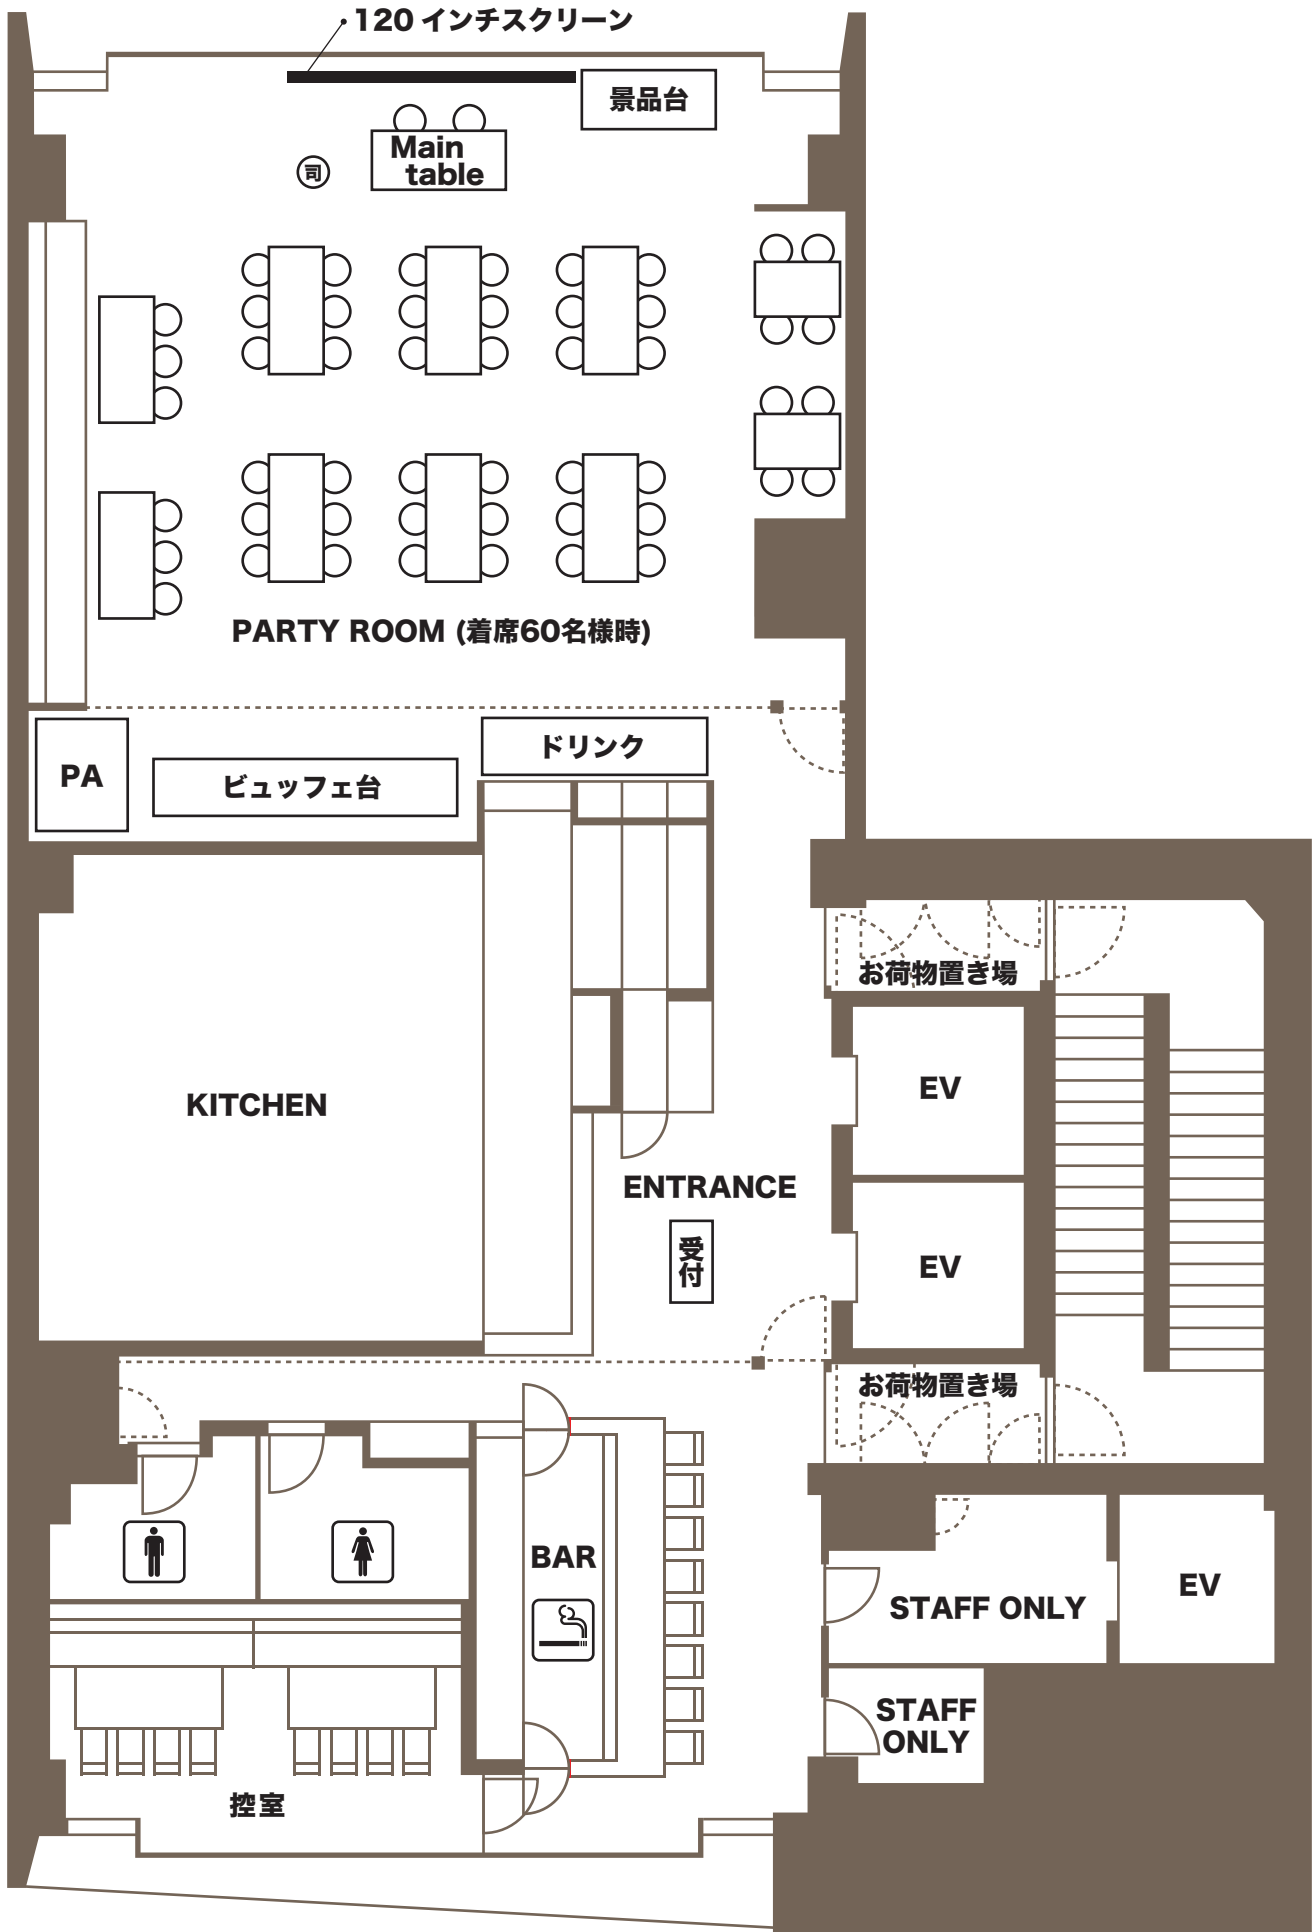 120 インチスクリーン
景品台
Main
table
司
PARTY ROOM (着席60名様時)
ドリンク
PA
ビュッフェ台
お荷物置き場
EV
KITCHEN
ENTRANCE
受付
EV
お荷物置き場
BAR
EV
STAFF ONLY
STAFF
ONLY
控室